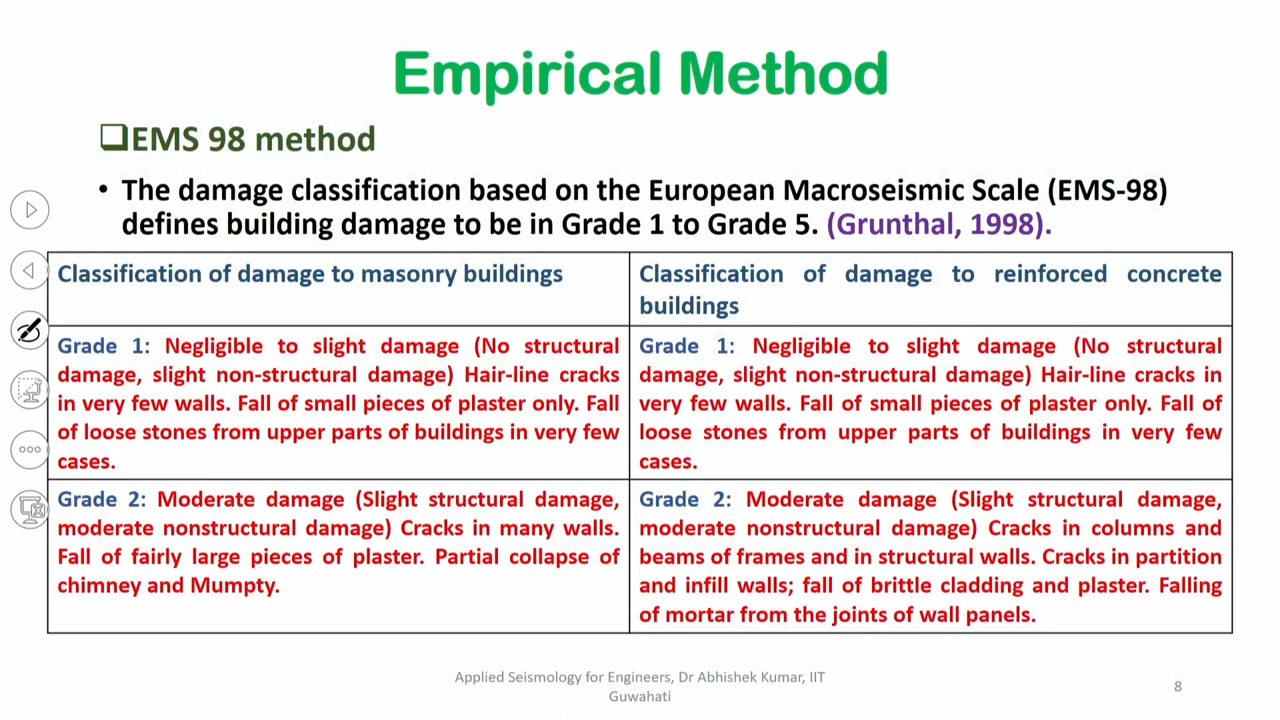 Empirical Method
❑EMS 98 method
• The damage classification based on the European Macroseismic Scale (EMS-98)
defines building damage to be in Grade 1 to Grade 5. (Grunthal, 1998).
Classification of damage to masonry buildings
Classification of damage to reinforced concrete
buildings
Grade 1: Negligible to slight damage (No structural
damage, slight non-structural damage) Hair-line cracks
in very few walls. Fall of small pieces of plaster only. Fall
of loose stones from upper parts of buildings in very few
cases.
Grade 1: Negligible to slight damage (No structural
damage, slight non-structural damage) Hair-line cracks in
very few walls. Fall of small pieces of plaster only. Fall of
loose stones from upper parts of buildings in very few
cases.
Grade 2: Moderate damage (Slight structural damage,
moderate nonstructural damage) Cracks in many walls.
Fall of fairly large pieces of plaster. Partial collapse of
chimney and Mumpty.
Grade 2: Moderate damage (Slight structural damage,
moderate nonstructural damage) Cracks in columns and
beams of frames and in structural walls. Cracks in partition
and infill walls; fall of brittle cladding and plaster. Falling
of mortar from the joints of wall panels.
Applied Seismology for Engineers, Dr Abhishek Kumar, IIT
Guwahati
8